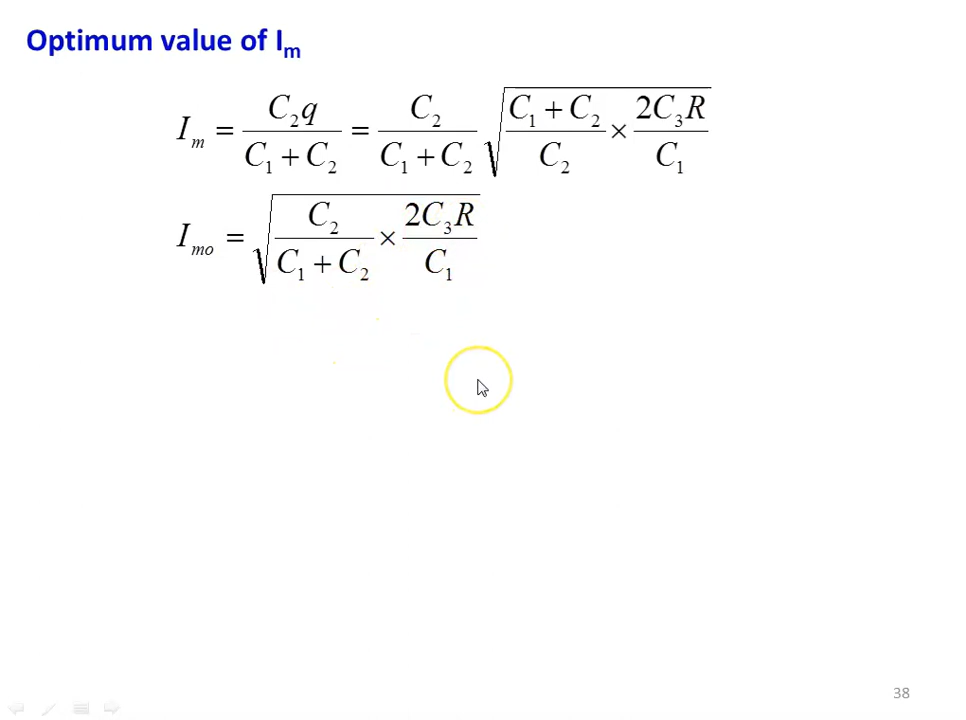 Optimum value of Iₘ
Iₘ = C₂q / (C₁ + C₂) = C₂ / (C₁ + C₂) √((C₁ + C₂) / C₂ × 2C₃R / C₁)
Iₘₒ = √(C₂ / (C₁ + C₂) × 2C₃R / C₁)
38